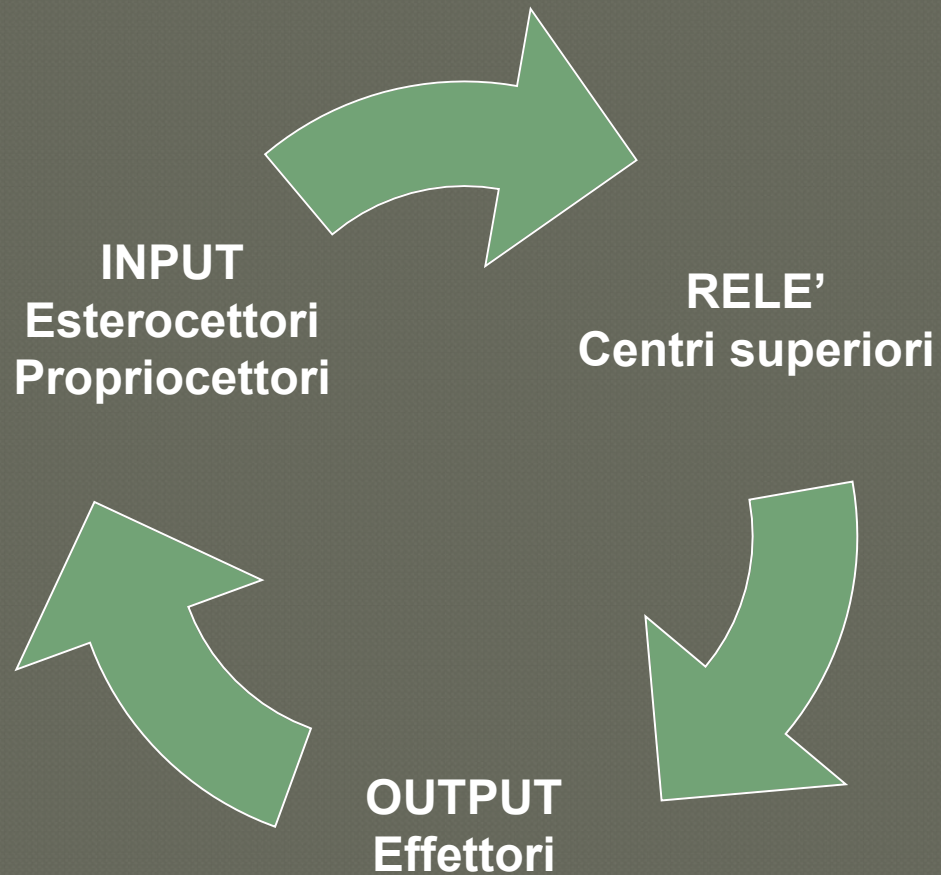 INPUT
Esterocettori
Propriocettori
RELE’
Centri superiori
OUTPUT
Effettori